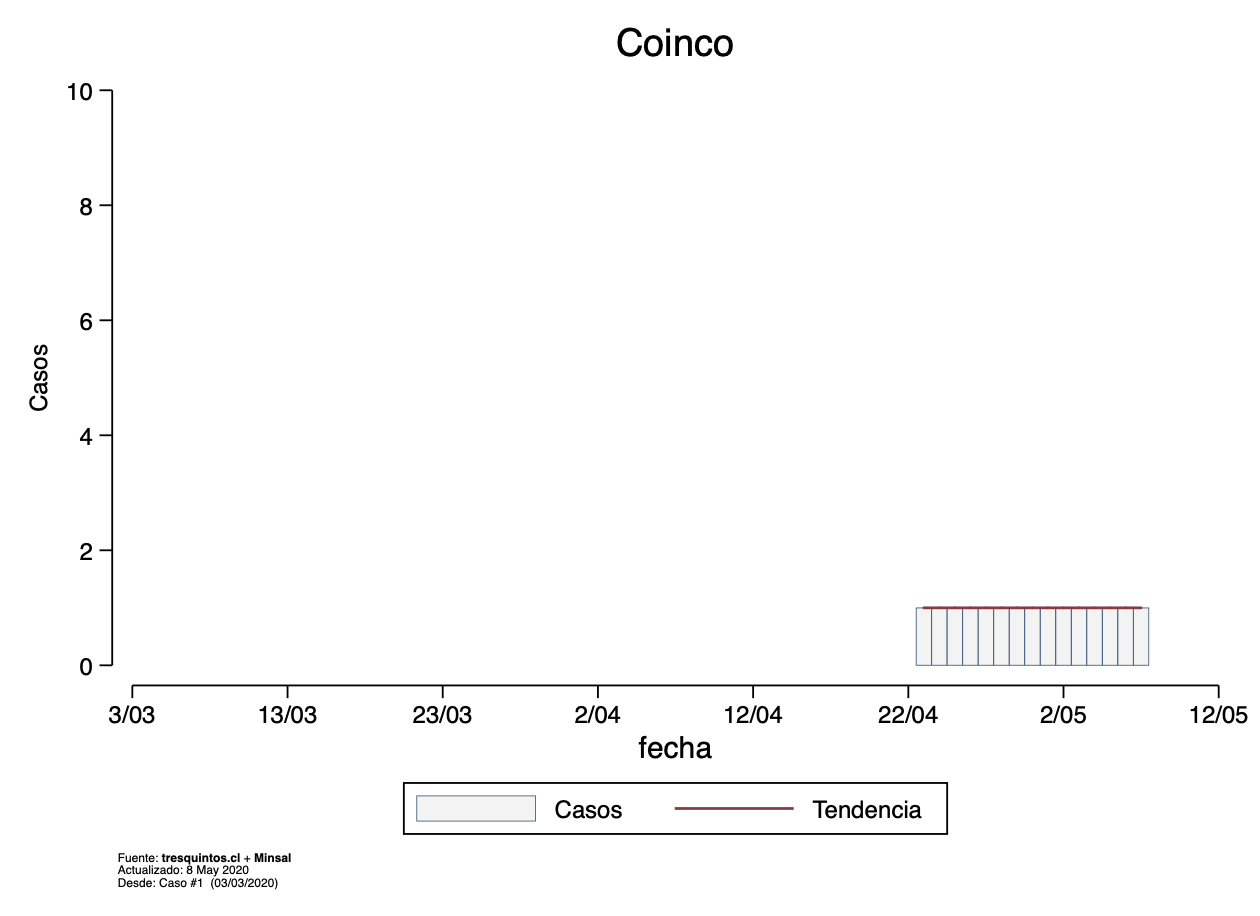 Coinco
10
8
6
4
2
0
Casos
3/03 13/03 23/03 2/04 12/04 22/04 2/05 12/05
fecha
Casos Tendencia
Fuente: tresquintos.cl + Minsal
Actualizado: 8 May 2020
Desde: Caso #1 (03/03/2020)